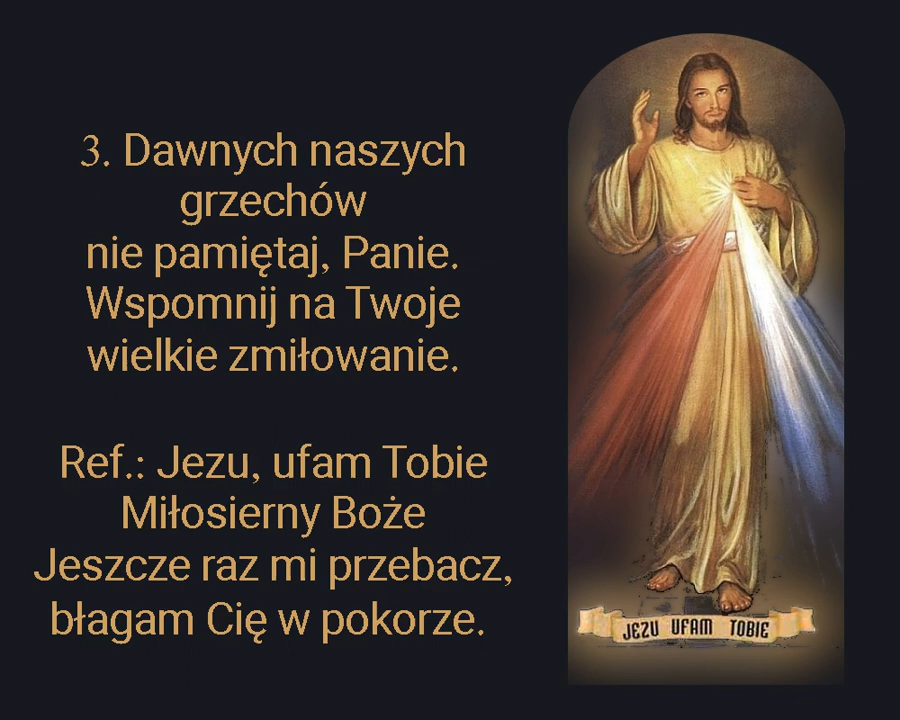 3. Dawnych naszych
grzechów
nie pamiętaj, Panie.
Wspomnij na Twoje
wielkie zmiłowanie.
Ref.: Jezu, ufam Tobie
Miłosierny Boże
Jeszcze raz mi przebacz,
błagam Cię w pokorze.
JEZU UFAM TOBIE